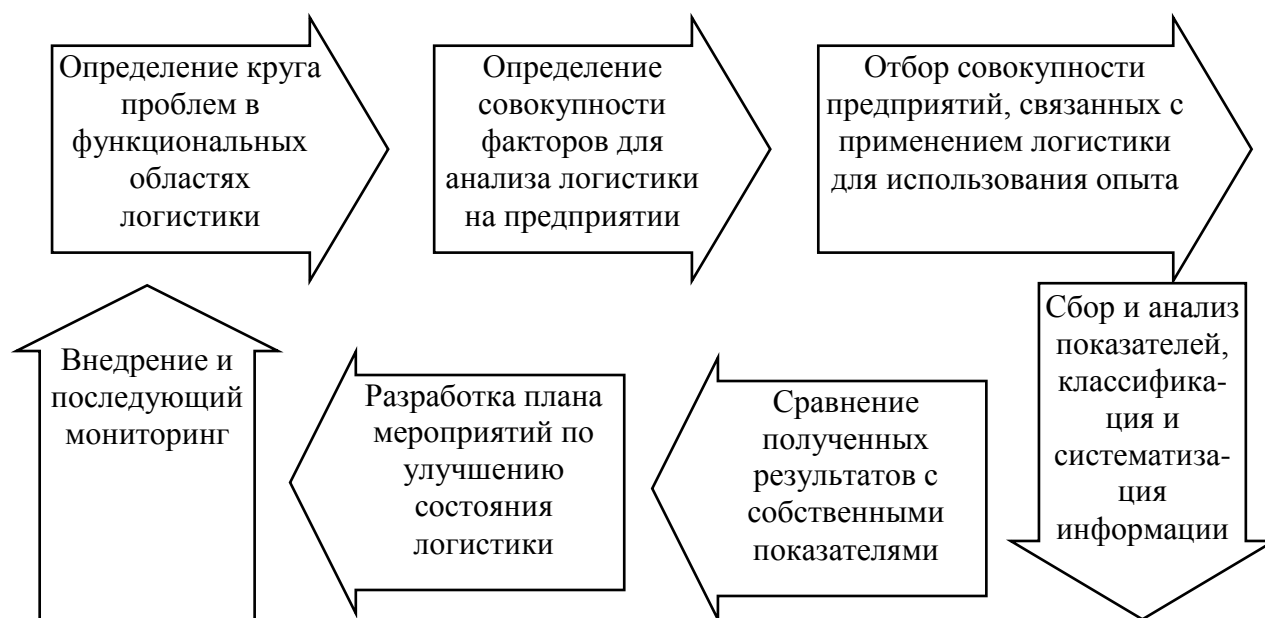 Определение круга
проблем в
функциональных
областях
логистики
Определение
совокупности
факторов для
анализа логистики
на предприятии
Отбор совокупности
предприятий, связанных с
применением логистики
для использования опыта
Сбор и анализ
показателей,
классифика-
ция и
систематиза-
ция
информации
Сравнение
полученных
результатов с
собственными
показателями
Разработка плана
мероприятий по
улучшению
состояния
логистики
Внедрение и
последующий
мониторинг